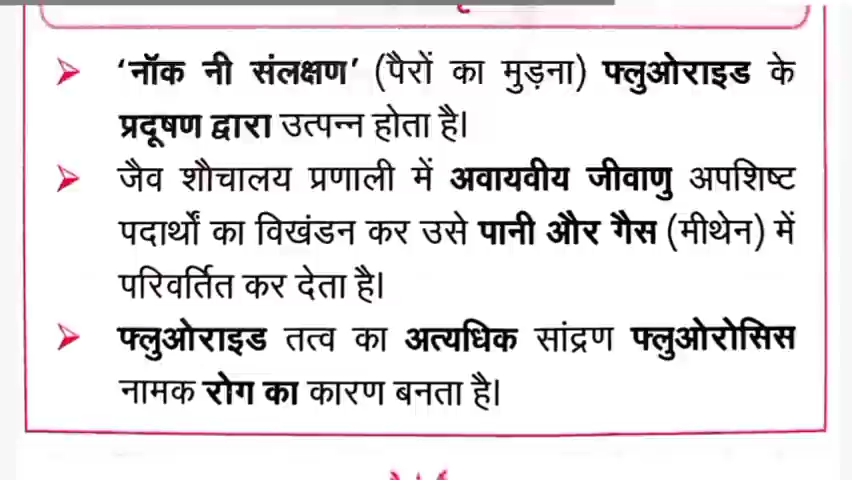 ‘नॉक नी संलक्षण’ (पैरों का मुड़ना) फ्लुओराइड के
प्रदूषण द्वारा उत्पन्न होता है।
जैव शौचालय प्रणाली में अवायवीय जीवाणु अपशिष्ट
पदार्थों का विखंडन कर उसे पानी और गैस (मीथेन) में
परिवर्तित कर देता है।
फ्लुओराइड तत्व का अत्यधिक सांद्रण फ्लुओरोसिस
नामक रोग का कारण बनता है।